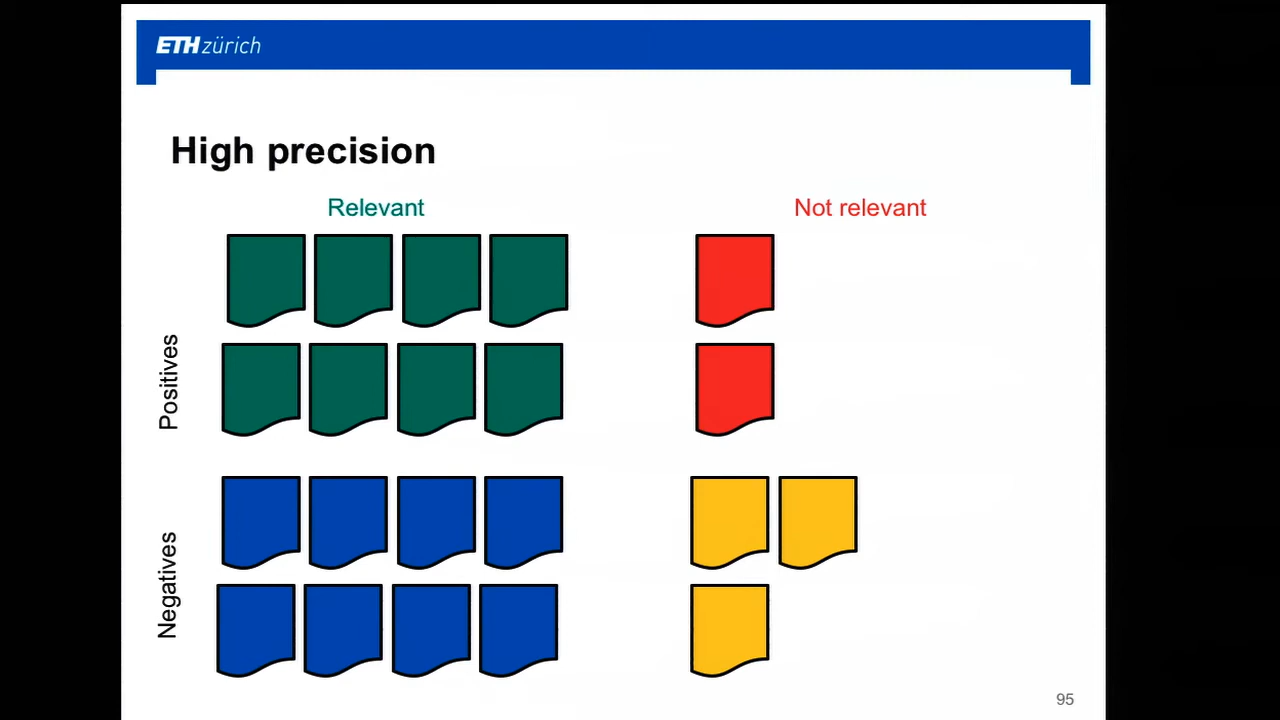 ETH zürich
High precision
Relevant
Not relevant
Positives
Negatives
95